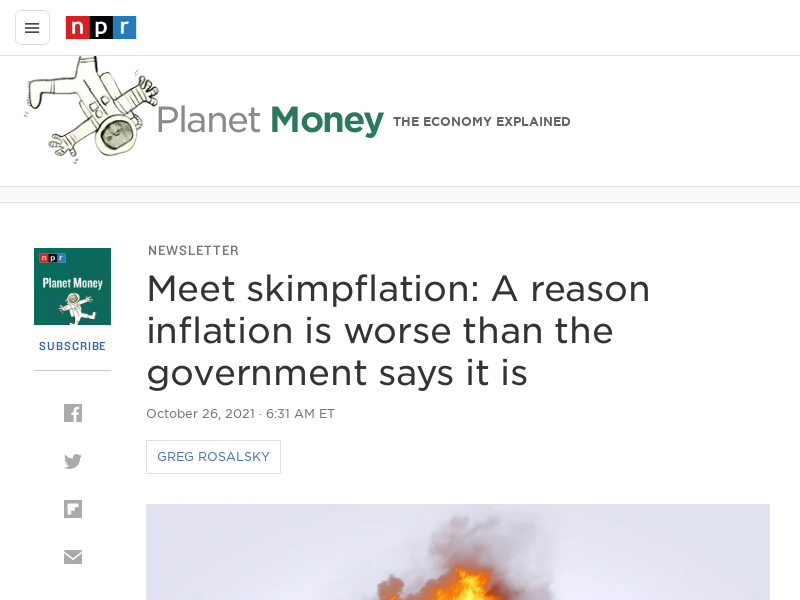 npr
Planet Money THE ECONOMY EXPLAINED
npr
Planet Money
SUBSCRIBE
NEWSLETTER
Meet skimpflation: A reason
inflation is worse than the
government says it is
October 26, 2021 · 6:31 AM ET
GREG ROSALSKY